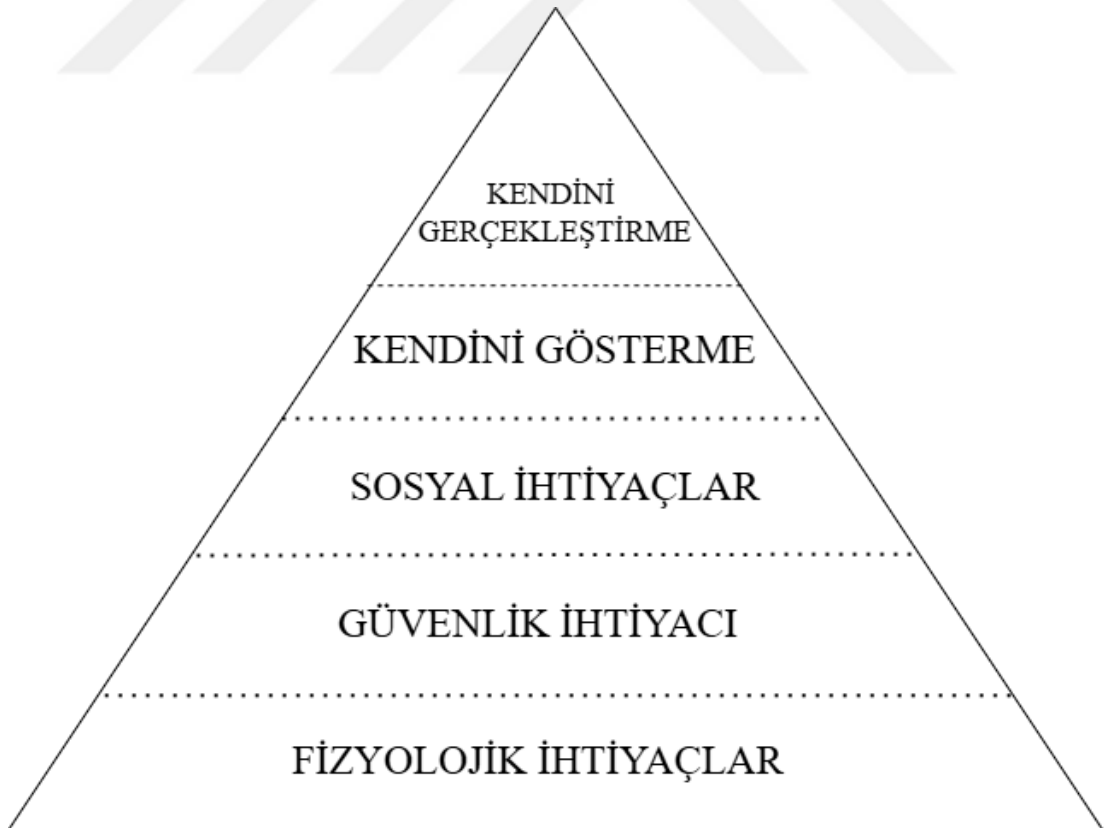 KENDİNİ
GERÇEKLEŞTİRME
KENDİNİ GÖSTERME
SOSYAL İHTİYAÇLAR
GÜVENLİK İHTİYACI
FİZYOLOJİK İHTİYAÇLAR